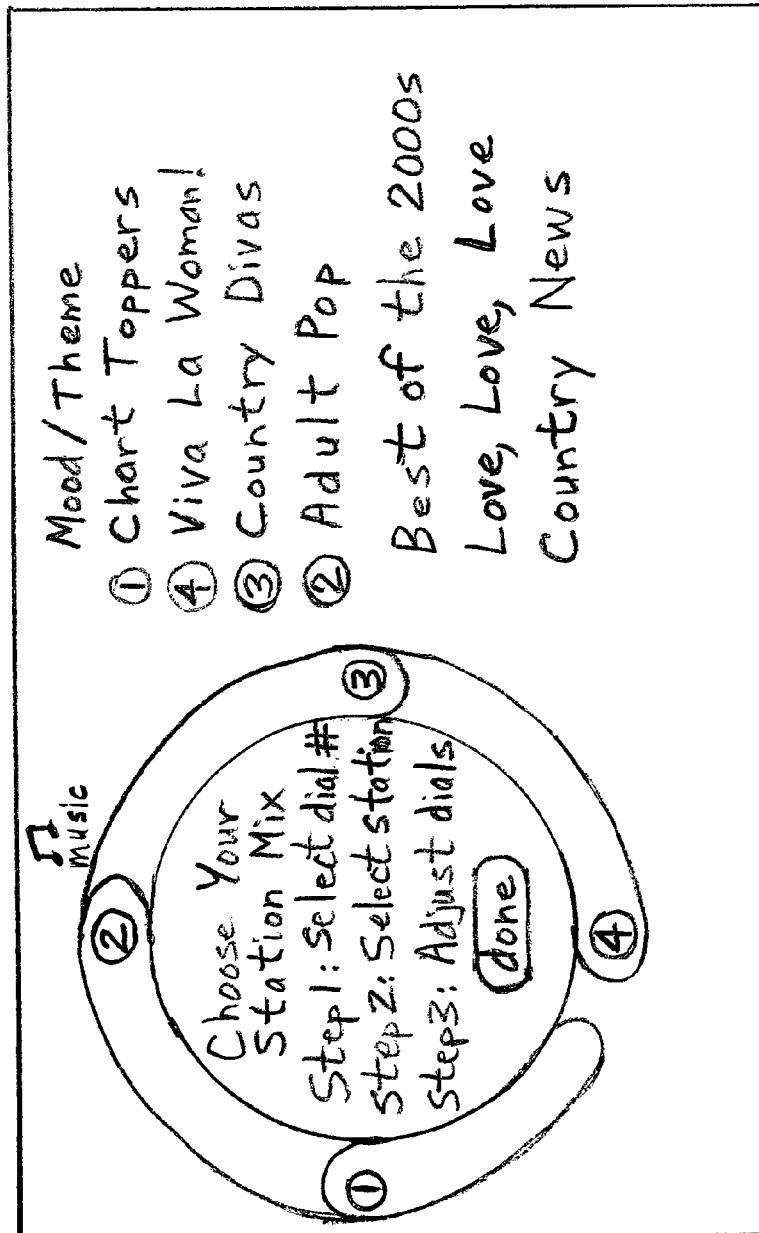 ♫
music
②
Choose Your
Station Mix
Step 1: Select dial #
Step 2: Select station
Step 3: Adjust dials
done
①
③
④
Mood/Theme
① Chart Toppers
④ Viva La Woman!
③ Country Divas
② Adult Pop
Best of the 2000s
Love, Love, Love
Country News